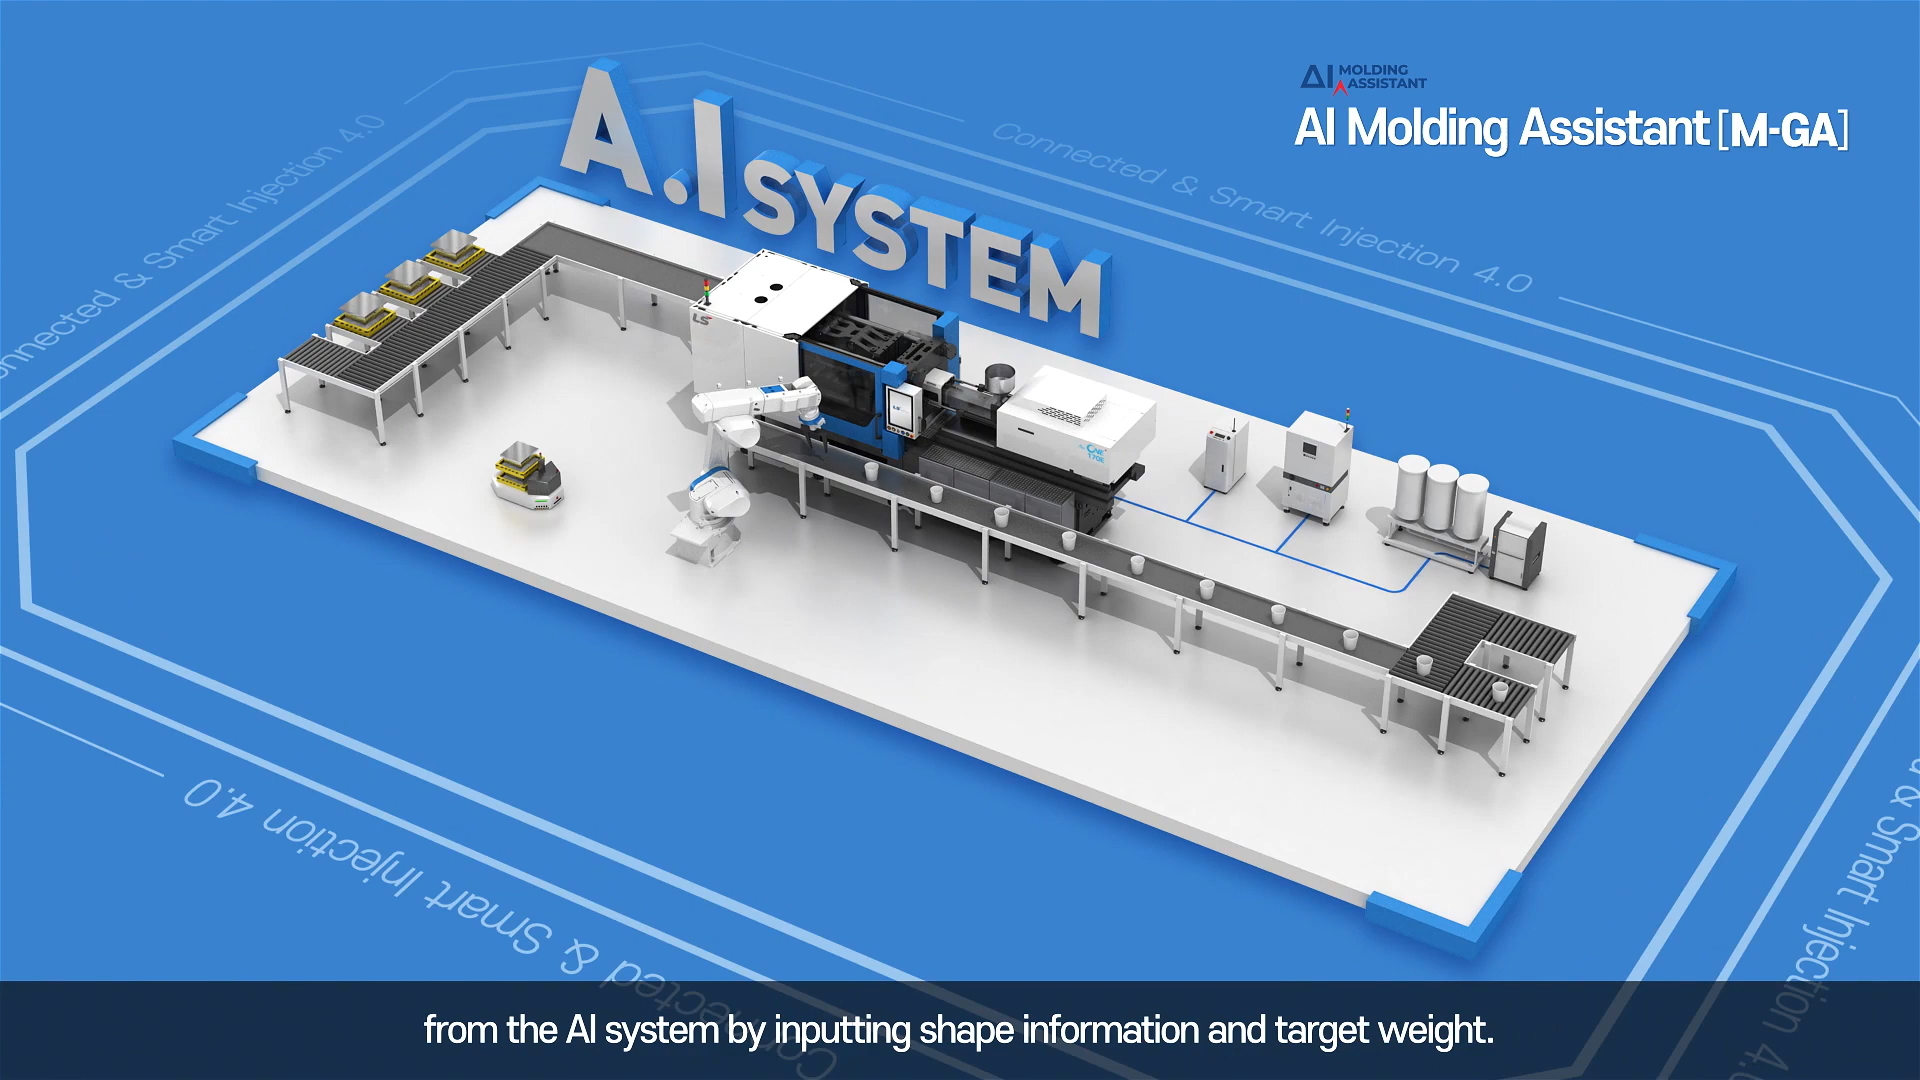 AI MOLDING
ASSISTANT
AI Molding Assistant [M-GA]
A.I SYSTEM
Connected & Smart Injection 4.0
Connected & Smart Injection 4.0
LS
ONE
170E
Connected & Smart Injection 4.0
& Smart Injection 4.
from the AI system by inputting shape information and target weight.